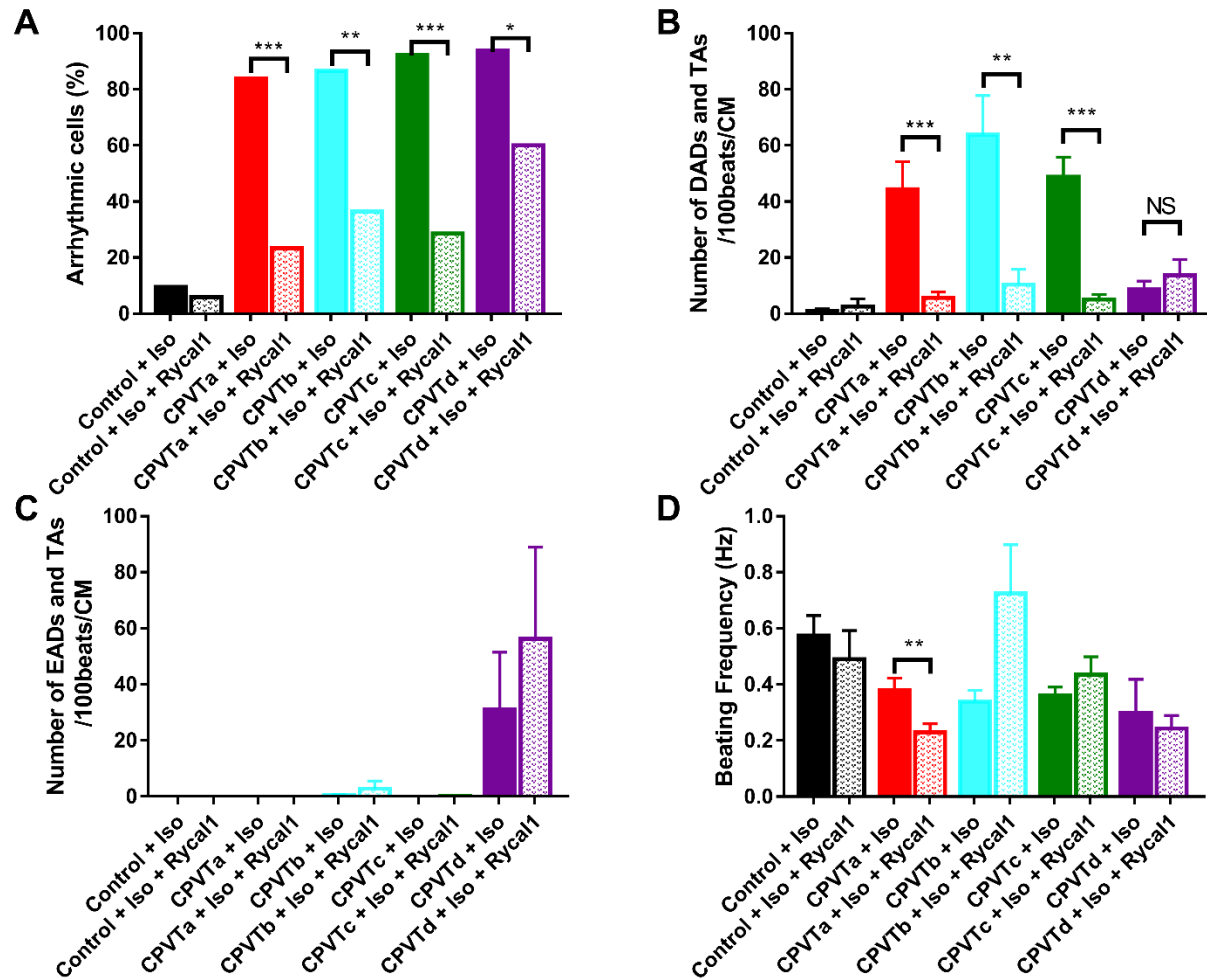 A
Arrhythmic cells (%)
100
80
60
40
20
0
***
**
***
*
Control + Iso
Control + Iso + Rycal1
CPVTa + Iso
CPVTa + Iso + Rycal1
CPVTb + Iso
CPVTb + Iso + Rycal1
CPVTc + Iso
CPVTc + Iso + Rycal1
CPVTd + Iso
CPVTd + Iso + Rycal1
B
Number of DADs and TAs
/100beats/CM
100
80
60
40
20
0
***
**
***
NS
Control + Iso
Control + Iso + Rycal1
CPVTa + Iso
CPVTa + Iso + Rycal1
CPVTb + Iso
CPVTb + Iso + Rycal1
CPVTc + Iso
CPVTc + Iso + Rycal1
CPVTd + Iso
CPVTd + Iso + Rycal1
C
Number of EADs and TAs
/100beats/CM
100
80
60
40
20
0
Control + Iso
Control + Iso + Rycal1
CPVTa + Iso
CPVTa + Iso + Rycal1
CPVTb + Iso
CPVTb + Iso + Rycal1
CPVTc + Iso
CPVTc + Iso + Rycal1
CPVTd + Iso
CPVTd + Iso + Rycal1
D
Beating Frequency (Hz)
1.0
0.8
0.6
0.4
0.2
0.0
**
Control + Iso
Control + Iso + Rycal1
CPVTa + Iso
CPVTa + Iso + Rycal1
CPVTb + Iso
CPVTb + Iso + Rycal1
CPVTc + Iso
CPVTc + Iso + Rycal1
CPVTd + Iso
CPVTd + Iso + Rycal1